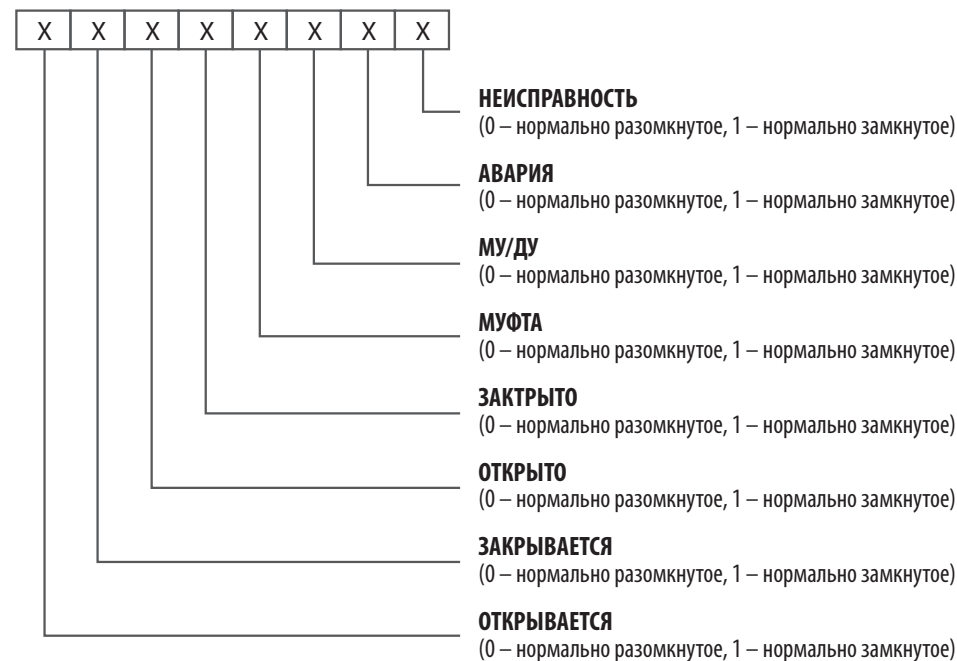 X X X X X X X X
НЕИСПРАВНОСТЬ
(0 – нормально разомкнутое, 1 – нормально замкнутое)
АВАРИЯ
(0 – нормально разомкнутое, 1 – нормально замкнутое)
МУ/ДУ
(0 – нормально разомкнутое, 1 – нормально замкнутое)
МУФТА
(0 – нормально разомкнутое, 1 – нормально замкнутое)
ЗАКТРЫТО
(0 – нормально разомкнутое, 1 – нормально замкнутое)
ОТКРЫТО
(0 – нормально разомкнутое, 1 – нормально замкнутое)
ЗАКРЫВАЕТСЯ
(0 – нормально разомкнутое, 1 – нормально замкнутое)
ОТКРЫВАЕТСЯ
(0 – нормально разомкнутое, 1 – нормально замкнутое)